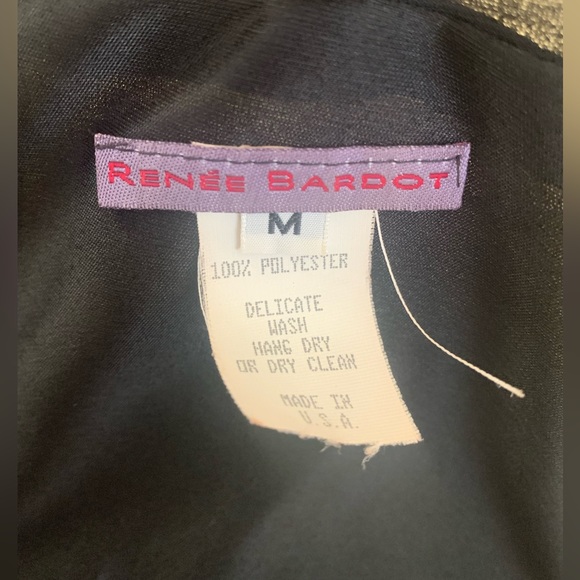 RENÉE BARDOT
M
100% POLYESTER
DELICATE
WASH
HANG DRY
OR DRY CLEAN
MADE IN
U.S.A.